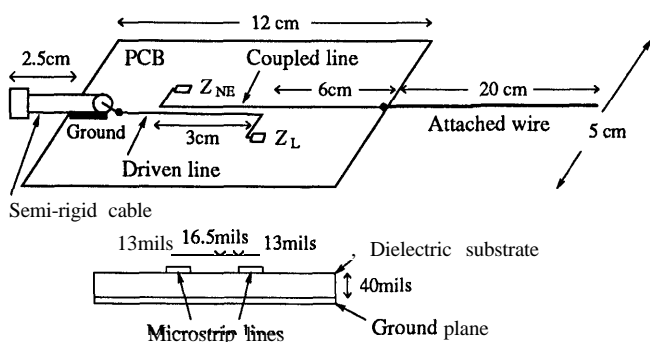 12 cm
2.5cm
PCB
Coupled line
Z NE
6cm
20 cm
Ground
3cm
Attached wire
5 cm
Z L
Driven line
Semi-rigid cable
13mils 16.5mils 13mils
Dielectric substrate
40mils
Microstrip lines
Ground plane